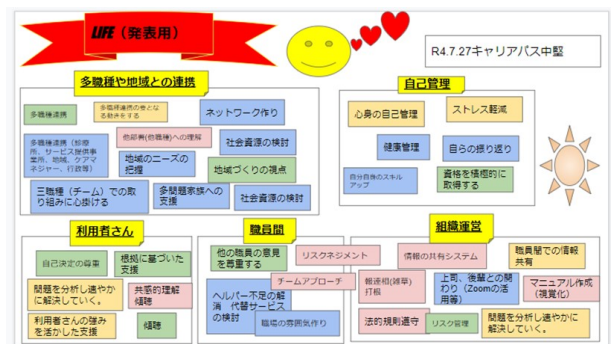 LIFE（発表用）
R4.7.27キャリアパス中堅
多職種や地域との連携
多職種連携
多職種連携の要とな
る動きをする
ネットワーク作り
多職種連携（診療
所、サービス提供事
業所、地域、ケアマ
ネジャー、行政等）
他部署(他職種)への理解
社会資源の検討
地域のニーズの
把握
地域づくりの視点
三職種（チーム）での取
り組みに心掛ける
多問題家族への
支援
社会資源の検討
自己管理
心身の自己管理
ストレス軽減
健康管理
自らの振り返り
自分自身のスキル
アップ
資格を積極的に
取得する
利用者さん
自己決定の尊重
根拠に基づいた
支援
問題を分析し速やか
に解決していく。
共感的理解
傾聴
利用者さんの強み
を活かした支援
傾聴
職員間
他の職員の意見
を尊重する
リスクネジメント
チームアプローチ
ヘルパー不足の解
消　代替サービス
の検討
職場の雰囲気作り
組織運営
情報の共有システム
職員間での情報
共有
報連相(雑草)
打根
上司、後輩との関
わり（Zoomの活
用等）
マニュアル作成
（視覚化）
法的規則遵守
リスク管理
問題を分析し速やかに
解決していく。